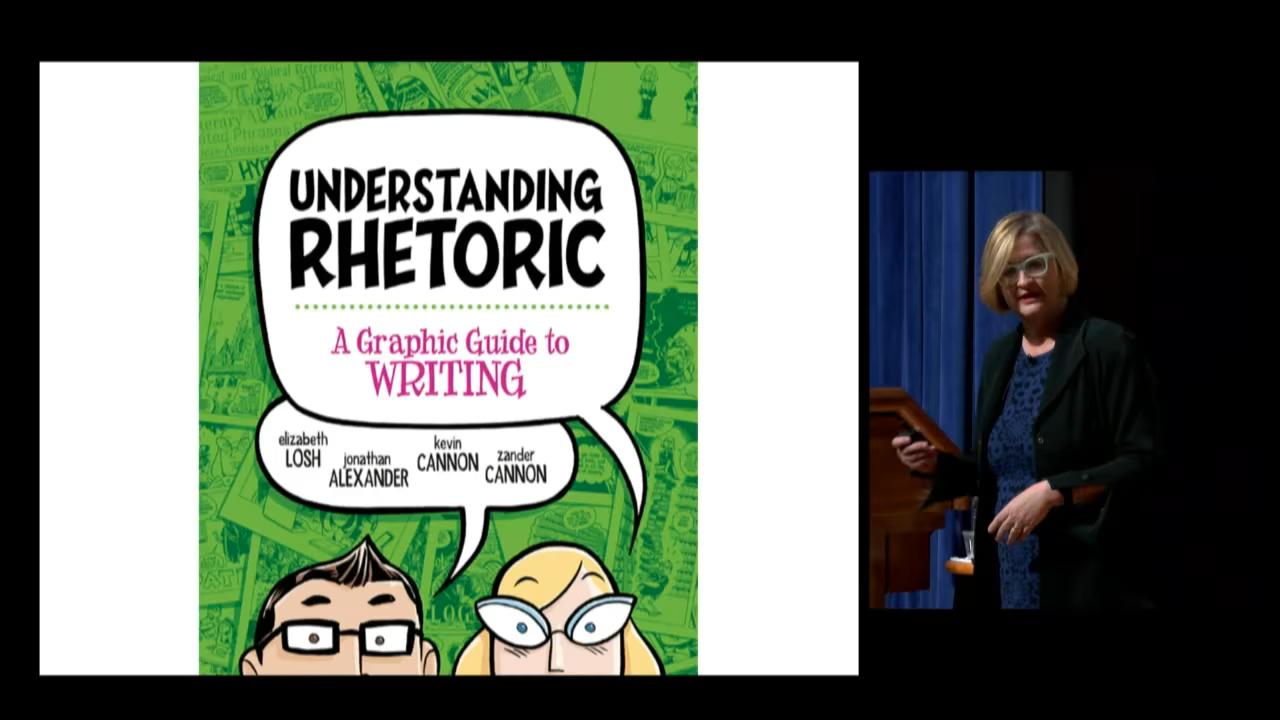 UNDERSTANDING
RHETORIC
A Graphic Guide to
WRITING
elizabeth
LOSH
jonathan
ALEXANDER
kevin
CANNON
zander
CANNON